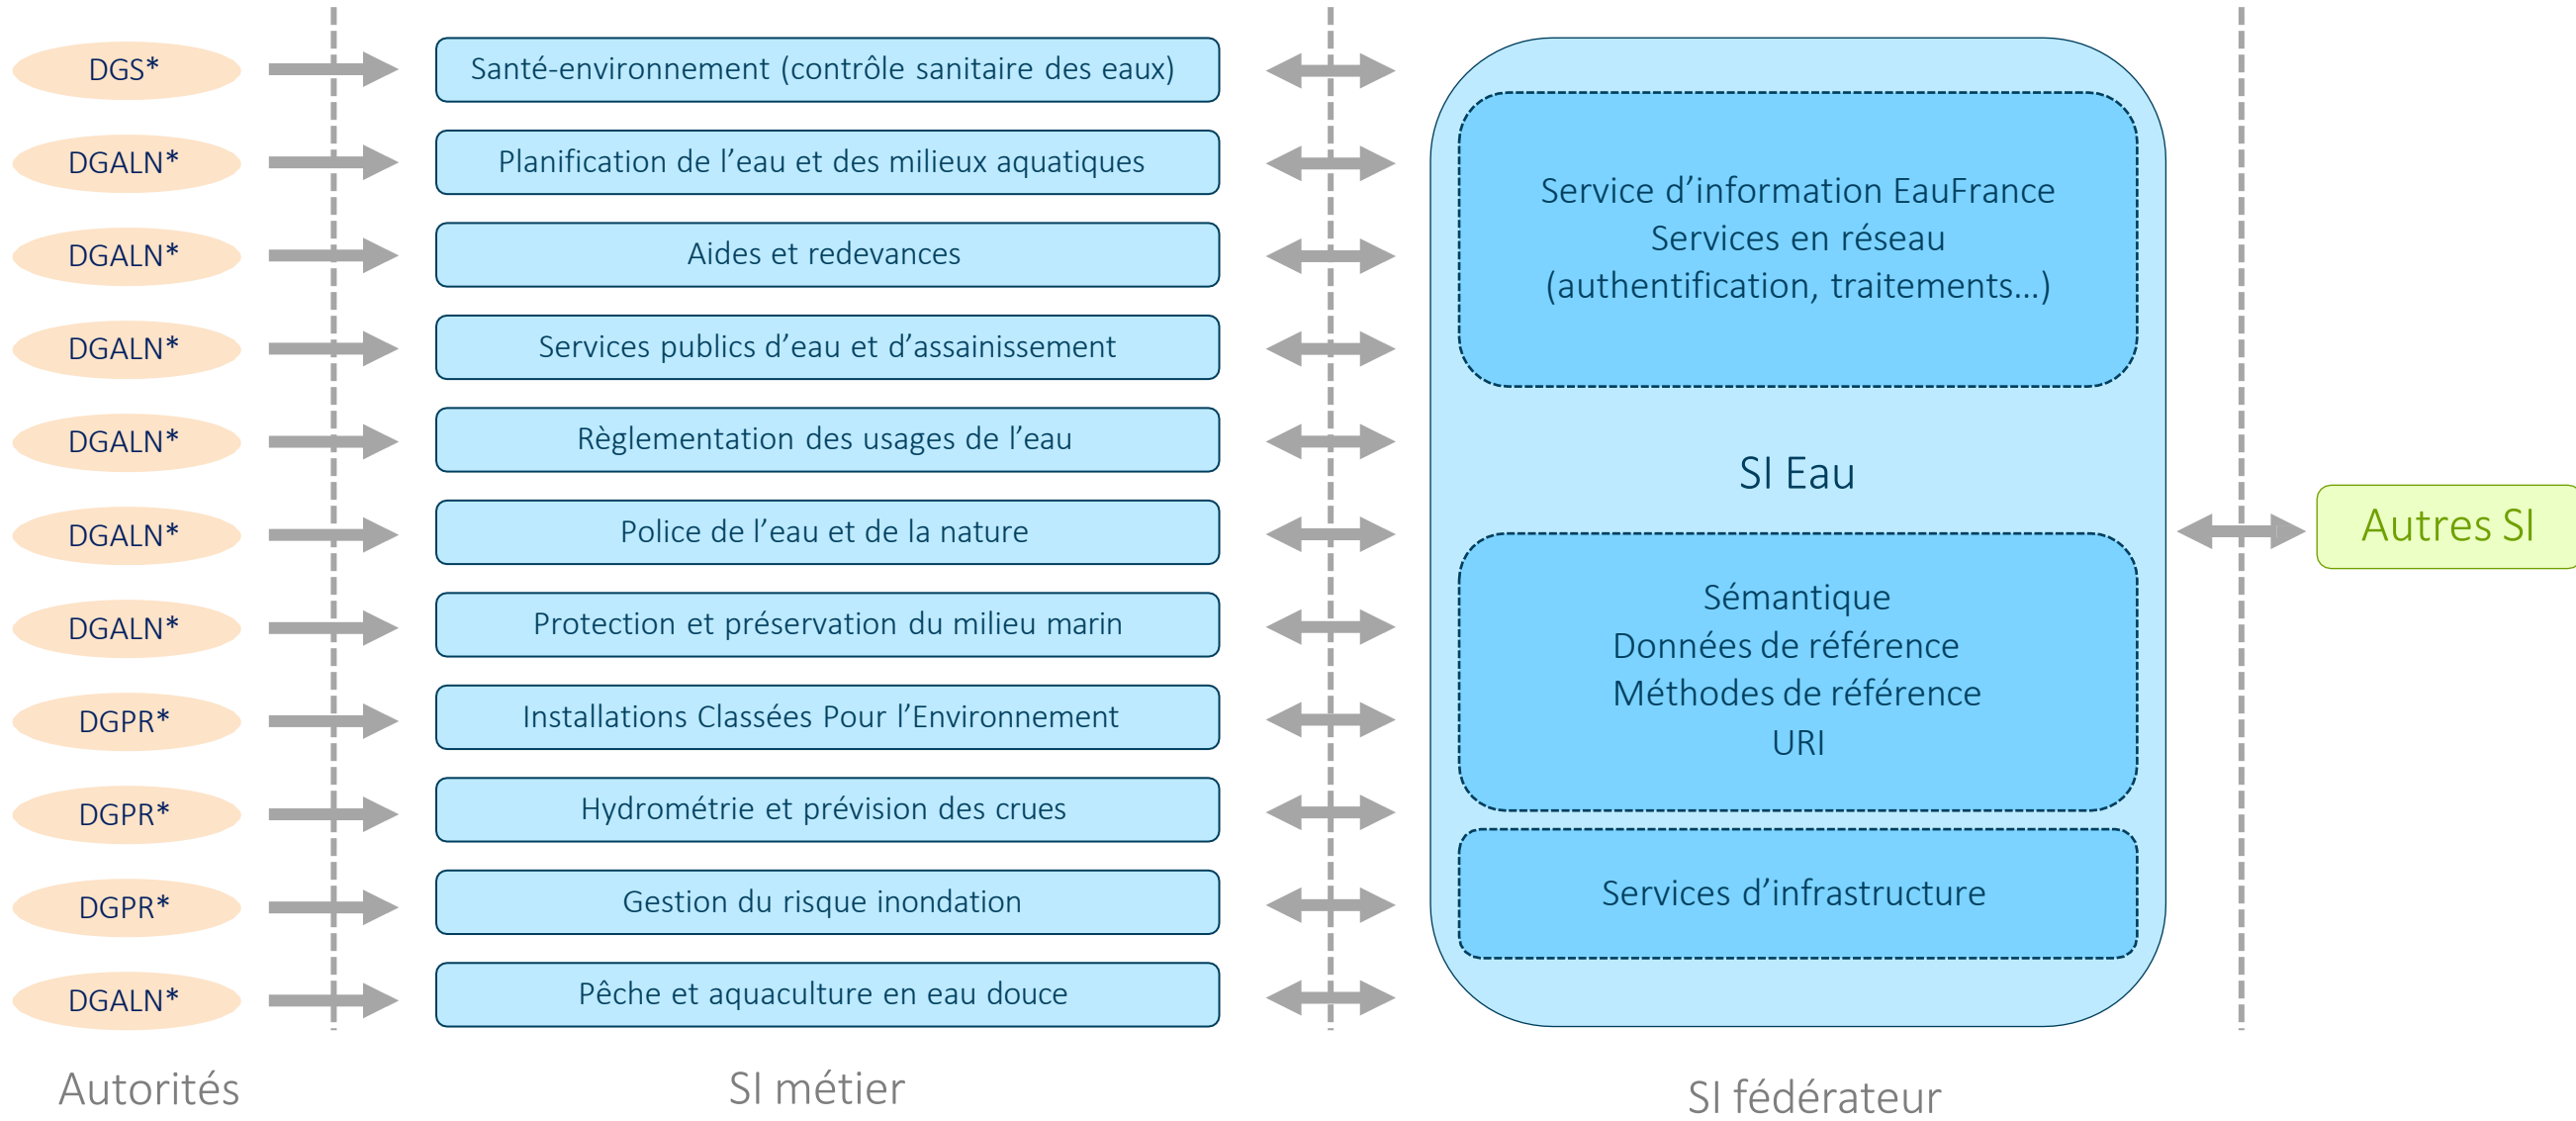 DGS*
Santé-environnement (contrôle sanitaire des eaux)
DGALN*
Planification de l’eau et des milieux aquatiques
DGALN*
Aides et redevances
DGALN*
Services publics d’eau et d’assainissement
DGALN*
Règlementation des usages de l’eau
DGALN*
Police de l’eau et de la nature
DGALN*
Protection et préservation du milieu marin
DGPR*
Installations Classées Pour l’Environnement
DGPR*
Hydrométrie et prévision des crues
DGPR*
Gestion du risque inondation
DGALN*
Pêche et aquaculture en eau douce
Service d’information EauFrance
Services en réseau
(authentification, traitements…)
SI Eau
Sémantique
Données de référence
Méthodes de référence
URI
Services d’infrastructure
Autres SI
Autorités
SI métier
SI fédérateur